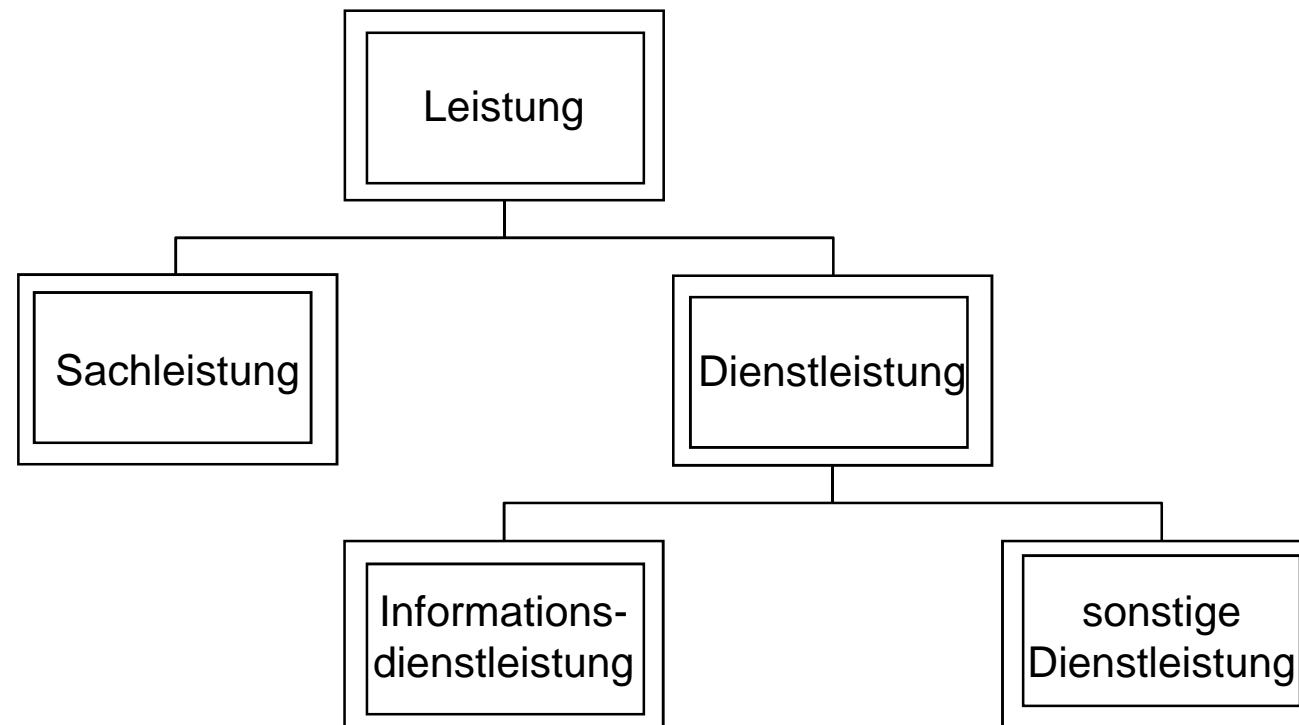 Leistung
Sachleistung
Dienstleistung
Informations-
dienstleistung
sonstige
Dienstleistung